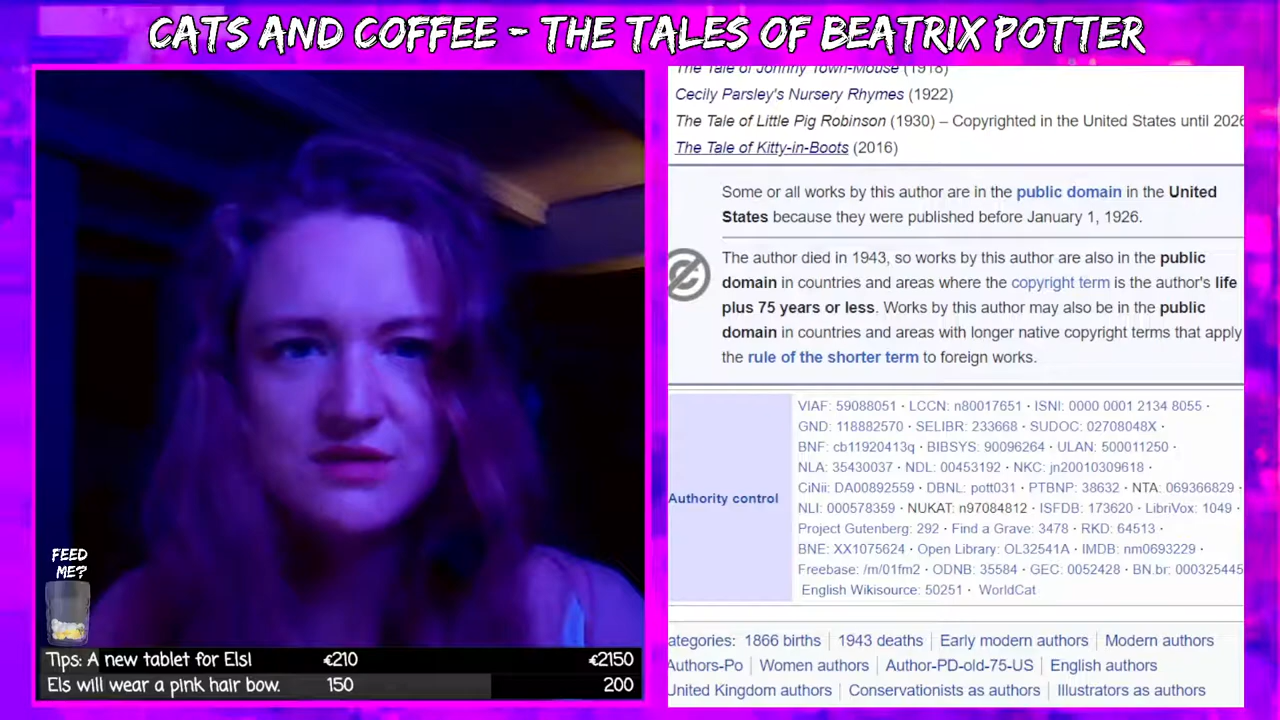 CATS AND COFFEE - THE TALES OF BEATRIX POTTER
The Tale of Johnny Town-Mouse (1918)
Cecily Parsley's Nursery Rhymes (1922)
The Tale of Little Pig Robinson (1930) – Copyrighted in the United States until 2026
The Tale of Kitty-in-Boots (2016)
Some or all works by this author are in the public domain in the United
States because they were published before January 1, 1926.
The author died in 1943, so works by this author are also in the public
domain in countries and areas where the copyright term is the author's life
plus 75 years or less. Works by this author may also be in the public
domain in countries and areas with longer native copyright terms that apply
the rule of the shorter term to foreign works.
Authority control
VIAF: 59088051 · LCCN: n80017651 · ISNI: 0000 0001 2134 8055 ·
GND: 118882570 · SELIBR: 233668 · SUDOC: 02708048X ·
BNF: cb11920413q · BIBSYS: 90096264 · ULAN: 500011250 ·
NLA: 35430037 · NDL: 00453192 · NKC: jn20010309618 ·
CiNii: DA00892559 · DBNL: pott031 · PTBNP: 38632 · NTA: 069366829 ·
NLI: 000578359 · NUKAT: n97084812 · ISFDB: 173620 · LibriVox: 1049 ·
Project Gutenberg: 292 · Find a Grave: 3478 · RKD: 64513 ·
BNE: XX1075624 · Open Library: OL32541A · IMDB: nm0693229 ·
Freebase: /m/01fm2 · ODNB: 35584 · GEC: 0052428 · BN.br: 000325445
English Wikisource: 50251 · WorldCat
ategories: 1866 births | 1943 deaths | Early modern authors | Modern authors
Authors-Po | Women authors | Author-PD-old-75-US | English authors
United Kingdom authors | Conservationists as authors | Illustrators as authors
FEED
ME?
Tips: A new tablet for Els! €210 €2150
Els will wear a pink hair bow. 150 200